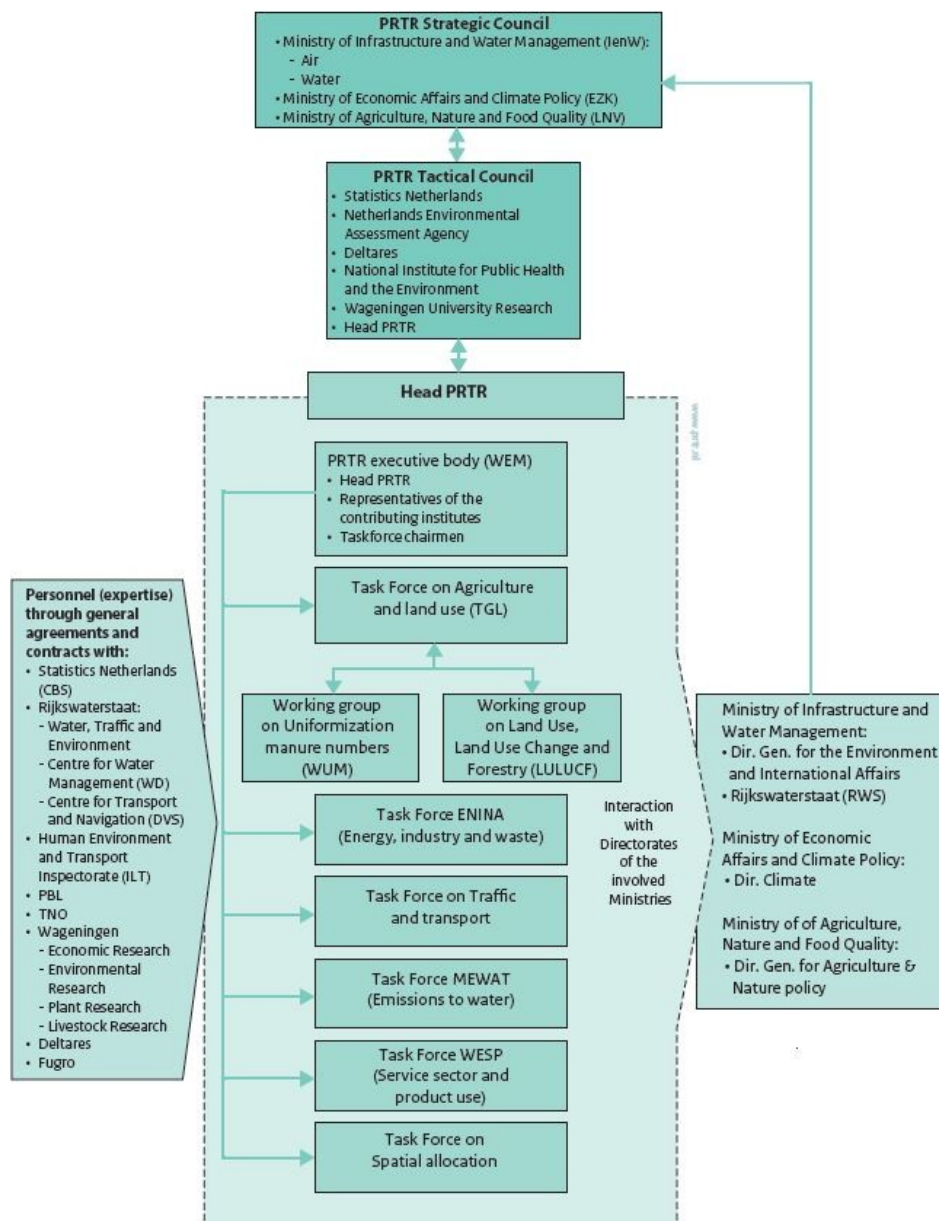 PRTR Strategic Council
• Ministry of Infrastructure and Water Management (IenW):
- Air
- Water
• Ministry of Economic Affairs and Climate Policy (EZK)
• Ministry of Agriculture, Nature and Food Quality (LNV)
PRTR Tactical Council
• Statistics Netherlands
• Netherlands Environmental
Assessment Agency
• Deltares
• National Institute for Public Health
and the Environment
• Wageningen University Research
• Head PRTR
Head PRTR
www.prtr.nl
PRTR executive body (WEM)
• Head PRTR
• Representatives of the
contributing institutes
• Taskforce chairmen
Task Force on Agriculture
and land use (TGL)
Working group
on Uniformization
manure numbers
(WUM)
Working group
on Land Use,
Land Use Change and
Forestry (LULUCF)
Task Force ENINA
(Energy, industry and waste)
Task Force on Traffic
and transport
Task Force MEWAT
(Emissions to water)
Task Force WESP
(Service sector and
product use)
Task Force on
Spatial allocation
Personnel (expertise)
through general
agreements and
contracts with:
• Statistics Netherlands
(CBS)
• Rijkswaterstaat:
- Water, Traffic and
Environment
- Centre for Water
Management (WD)
- Centre for Transport
and Navigation (DVS)
• Human Environment
and Transport
Inspectorate (ILT)
• PBL
• TNO
• Wageningen
- Economic Research
- Environmental
Research
- Plant Research
- Livestock Research
• Deltares
• Fugro
Interaction
with
Directorates
of the
involved
Ministries
Ministry of Infrastructure and
Water Management:
• Dir. Gen. for the Environment
and International Affairs
• Rijkswaterstaat (RWS)
Ministry of Economic
Affairs and Climate Policy:
• Dir. Climate
Ministry of of Agriculture,
Nature and Food Quality:
• Dir. Gen. for Agriculture &
Nature policy